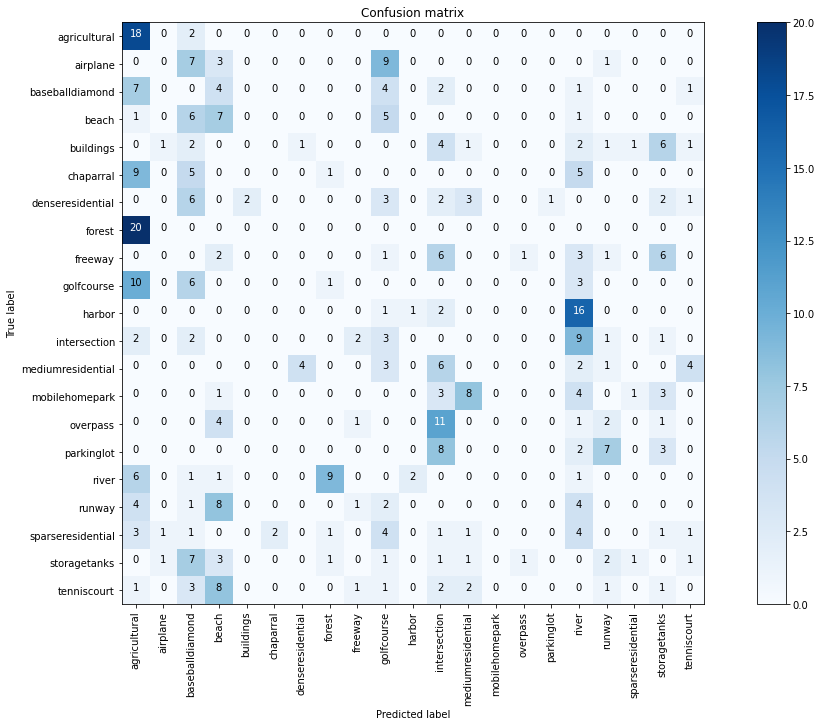 Confusion matrix
agricultural 18 0 2 0 0 0 0 0 0 0 0 0 0 0 0 0 0 0 0 0 0
airplane 0 0 7 3 0 0 0 0 0 9 0 0 0 0 0 0 0 1 0 0 0
baseballdiamond 7 0 0 4 0 0 0 0 0 4 0 2 0 0 0 0 1 0 0 0 1
beach 1 0 6 7 0 0 0 0 0 5 0 0 0 0 0 0 1 0 0 0 0
buildings 0 1 2 0 0 0 1 0 0 0 0 4 1 0 0 0 2 1 1 6 1
chaparral 9 0 5 0 0 0 0 1 0 0 0 0 0 0 0 0 5 0 0 0 0
denseresidential 0 0 6 0 2 0 0 0 0 3 0 2 3 0 0 1 0 0 0 2 1
forest 20 0 0 0 0 0 0 0 0 0 0 0 0 0 0 0 0 0 0 0 0
freeway 0 0 0 2 0 0 0 0 0 1 0 6 0 0 1 0 3 1 0 6 0
golfcourse 10 0 6 0 0 0 0 1 0 0 0 0 0 0 0 0 3 0 0 0 0
harbor 0 0 0 0 0 0 0 0 0 1 1 2 0 0 0 0 16 0 0 0 0
intersection 2 0 2 0 0 0 0 0 2 3 0 0 0 0 0 0 9 1 0 1 0
mediumresidential 0 0 0 0 0 0 4 0 0 3 0 6 0 0 0 0 2 1 0 0 4
mobilehomepark 0 0 0 1 0 0 0 0 0 0 0 3 8 0 0 0 4 0 1 3 0
overpass 0 0 0 4 0 0 0 0 1 0 0 11 0 0 0 0 1 2 0 1 0
parkinglot 0 0 0 0 0 0 0 0 0 0 0 8 0 0 0 0 2 7 0 3 0
river 6 0 1 1 0 0 0 9 0 0 2 0 0 0 0 0 1 0 0 0 0
runway 4 0 1 8 0 0 0 0 1 2 0 0 0 0 0 0 4 0 0 0 0
sparseresidential 3 1 1 0 0 2 0 1 0 4 0 1 1 0 0 0 4 0 0 1 1
storagetanks 0 1 7 3 0 0 0 1 0 1 0 1 1 0 1 0 0 2 1 0 1
tenniscourt 1 0 3 8 0 0 0 0 1 1 0 2 2 0 0 0 0 1 0 1 0
True label
agricultural
airplane
baseballdiamond
beach
buildings
chaparral
denseresidential
forest
freeway
golfcourse
harbor
intersection
mediumresidential
mobilehomepark
overpass
parkinglot
river
runway
sparseresidential
storagetanks
tenniscourt
Predicted label
20.0
17.5
15.0
12.5
10.0
7.5
5.0
2.5
0.0